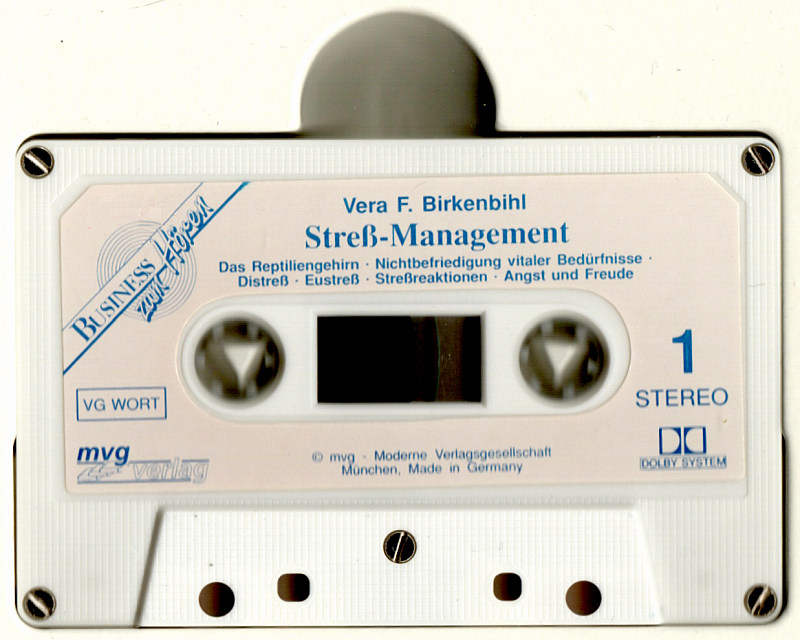 Vera F. Birkenbihl
Streß-Management
Das Reptiliengehirn · Nichtbefriedigung vitaler Bedürfnisse ·
Distreß · Eustreß · Streßreaktionen · Angst und Freude
BUSINESS
zum Hören
1
STEREO
VG WORT
mvg
verlag
© mvg - Moderne Verlagsgesellschaft
München, Made in Germany
DOLBY SYSTEM